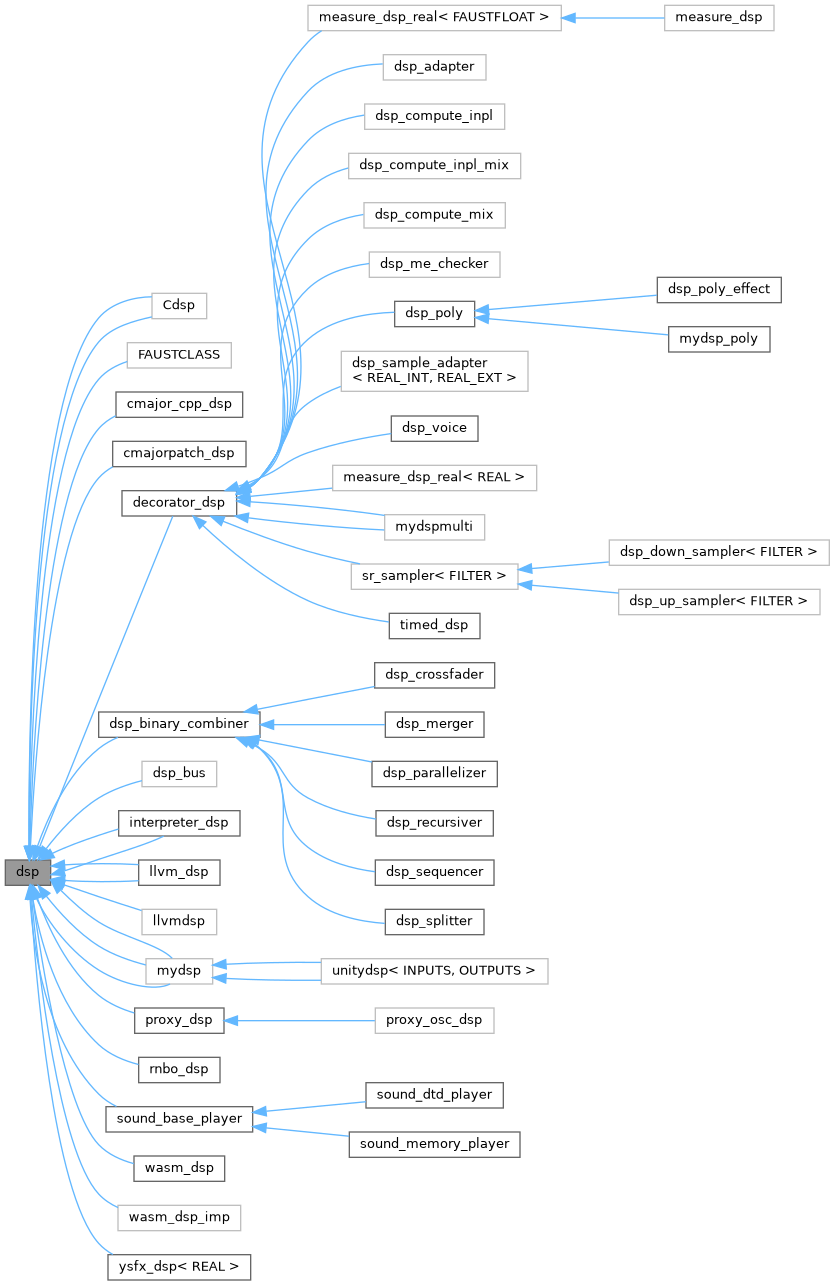 measure_dsp_real< FAUSTFLOAT >
measure_dsp
dsp_adapter
dsp_compute_inpl
dsp_compute_inpl_mix
dsp_compute_mix
dsp_me_checker
Cdsp
dsp_poly
dsp_poly_effect
mydsp_poly
FAUSTCLASS
dsp_sample_adapter
< REAL_INT, REAL_EXT >
cmajor_cpp_dsp
dsp_voice
cmajorpatch_dsp
measure_dsp_real< REAL >
decorator_dsp
mydspmulti
sr_sampler< FILTER >
dsp_down_sampler< FILTER >
dsp_up_sampler< FILTER >
timed_dsp
dsp_crossfader
dsp_binary_combiner
dsp_merger
dsp_bus
dsp_parallelizer
interpreter_dsp
dsp_recursiver
dsp
llvm_dsp
dsp_sequencer
llvmdsp
dsp_splitter
mydsp
unitydsp< INPUTS, OUTPUTS >
proxy_dsp
proxy_osc_dsp
rnbo_dsp
sound_base_player
sound_dtd_player
sound_memory_player
wasm_dsp
wasm_dsp_imp
ysfx_dsp< REAL >